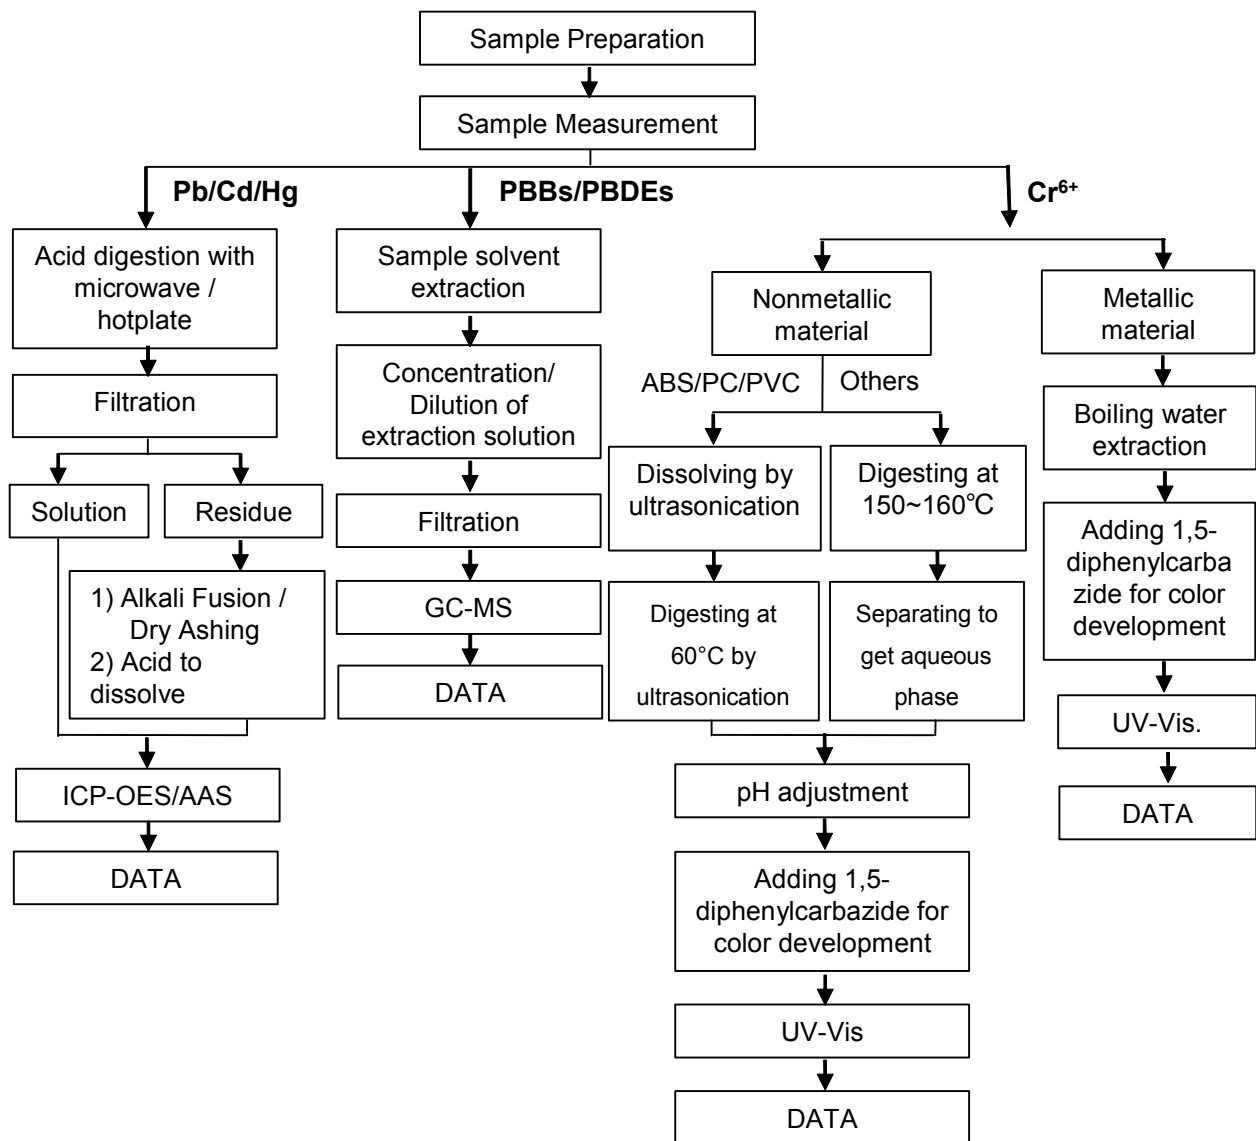 Sample Preparation
Sample Measurement
Pb/Cd/Hg
Acid digestion with
microwave /
hotplate
Filtration
Solution
Residue
1) Alkali Fusion /
Dry Ashing
2) Acid to
dissolve
ICP-OES/AAS
DATA
PBBs/PBDEs
Sample solvent
extraction
Concentration/
Dilution of
extraction solution
Filtration
GC-MS
DATA
Cr⁶⁺
Nonmetallic
material
ABS/PC/PVC
Others
Dissolving by
ultrasonication
Digesting at
60°C by
ultrasonication
Digesting at
150~160℃
Separating to
get aqueous
phase
pH adjustment
Adding 1,5-
diphenylcarbazide for
color development
UV-Vis
DATA
Metallic
material
Boiling water
extraction
Adding 1,5-
diphenylcarba
zide for color
development
UV-Vis.
DATA